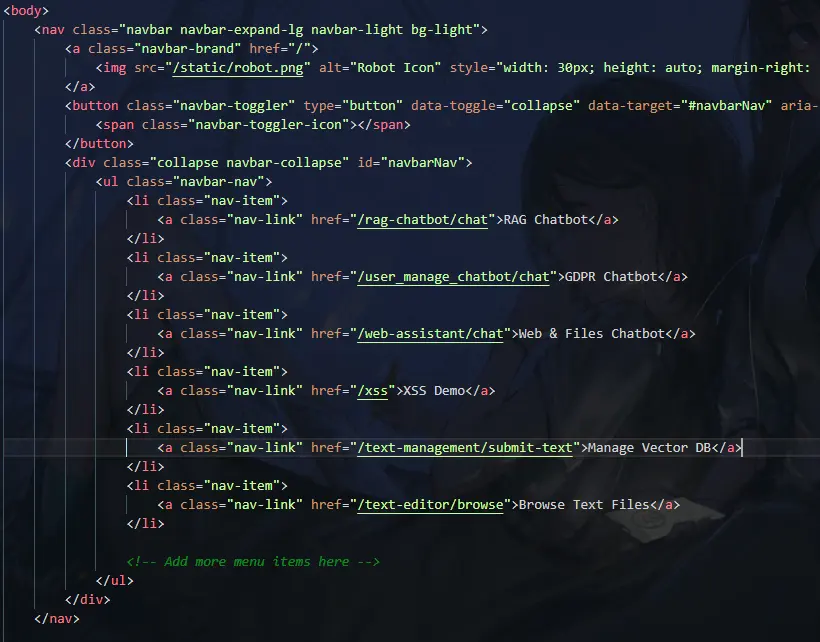 <body>
<nav class="navbar navbar-expand-lg navbar-light bg-light">
<a class="navbar-brand" href="/">
<img src="/static/robot.png" alt="Robot Icon" style="width: 30px; height: auto; margin-right:
</a>
<button class="navbar-toggler" type="button" data-toggle="collapse" data-target="#navbarNav" aria-
<span class="navbar-toggler-icon"></span>
</button>
<div class="collapse navbar-collapse" id="navbarNav">
<ul class="navbar-nav">
<li class="nav-item">
<a class="nav-link" href="/rag-chatbot/chat">RAG Chatbot</a>
</li>
<li class="nav-item">
<a class="nav-link" href="/user_manage_chatbot/chat">GDPR Chatbot</a>
</li>
<li class="nav-item">
<a class="nav-link" href="/web-assistant/chat">Web & Files Chatbot</a>
</li>
<li class="nav-item">
<a class="nav-link" href="/xss">XSS Demo</a>
</li>
<li class="nav-item">
<a class="nav-link" href="/text-management/submit-text">Manage Vector DB</a>
</li>
<li class="nav-item">
<a class="nav-link" href="/text-editor/browse">Browse Text Files</a>
</li>
<!-- Add more menu items here -->
</ul>
</div>
</nav>